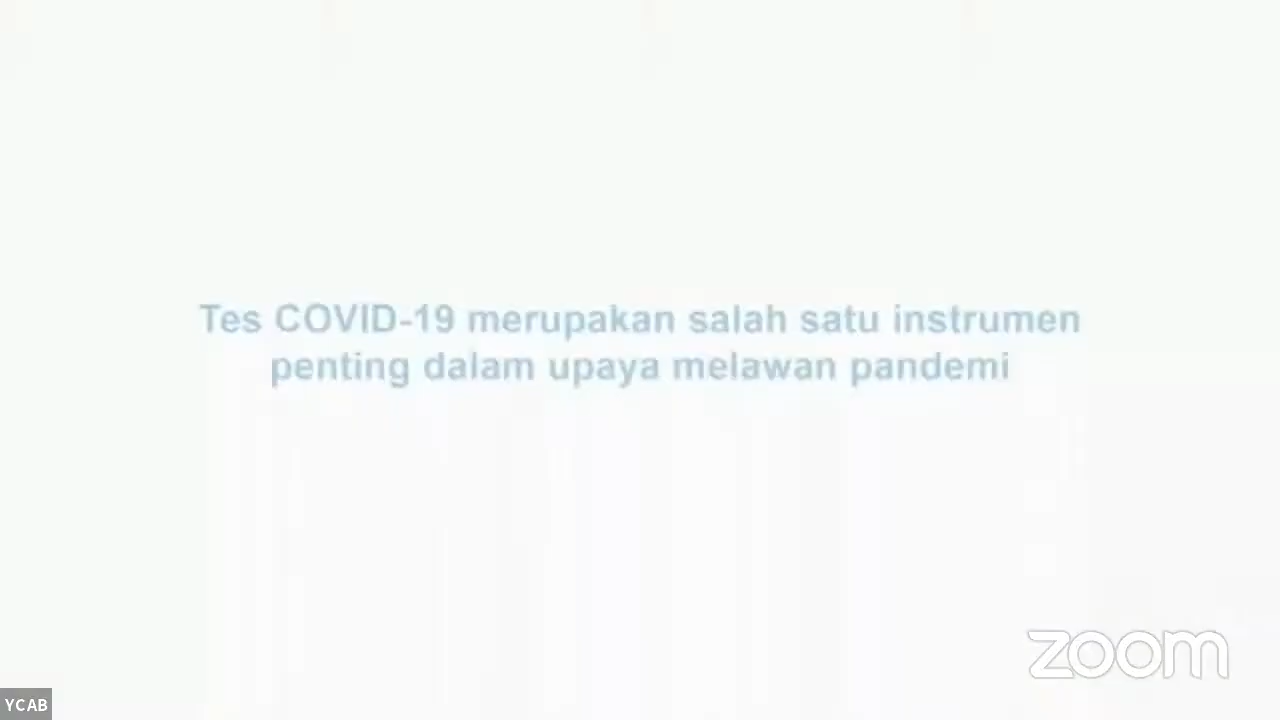 Tes COVID-19 merupakan salah satu instrumen
penting dalam upaya melawan pandemi
zoom
YCAB